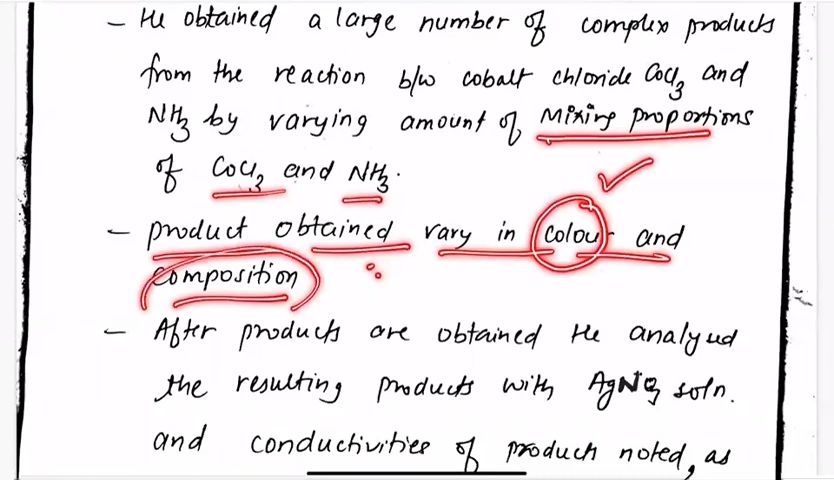 - He obtained a large number of complex products
from the reaction b/w cobalt chloride CoCl3 and
NH3 by varying amount of Mixing proportions
of CoCl3 and NH3.
- product obtained vary in colour and
composition
- After products are obtained He analyed
the resulting products with AgNO3 soln.
and conductivities of product noted, as